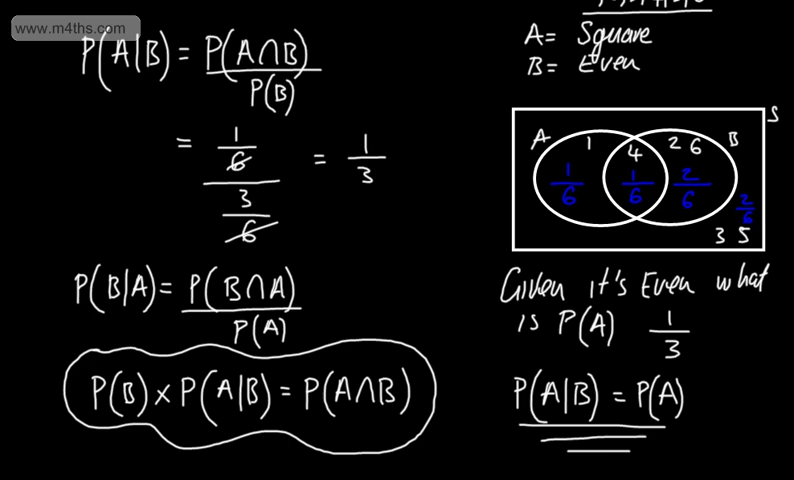 www.m4ths.com
P(A|B) = P(A∩B)
P(B)
= 1/6 = 1/3
3/6
P(B|A) = P(B∩A)
P(A)
P(B) × P(A|B) = P(A∩B)
A = Square
B = Even
S
A 1 4 2 6 B
1/6 1/6 2/6 2/6
3 5
Given it's Even what
is P(A) 1/3
P(A|B) = P(A)